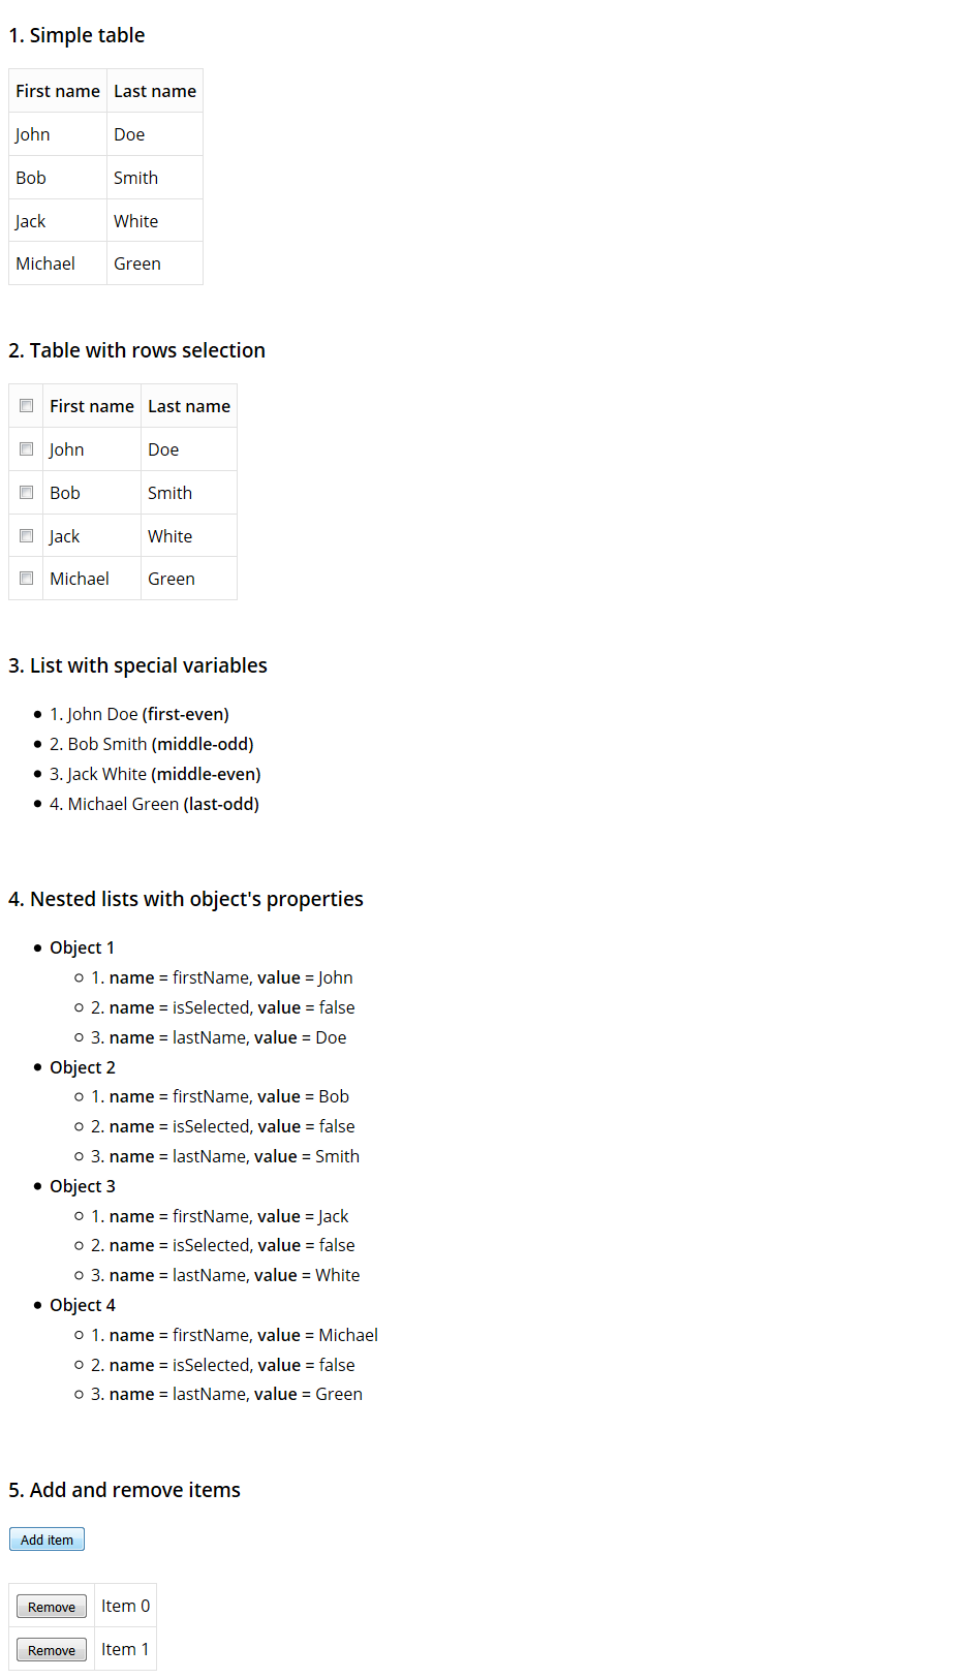 1. Simple table
First name Last name
John Doe
Bob Smith
Jack White
Michael Green
2. Table with rows selection
First name Last name
John Doe
Bob Smith
Jack White
Michael Green
3. List with special variables
1. John Doe (first-even)
2. Bob Smith (middle-odd)
3. Jack White (middle-even)
4. Michael Green (last-odd)
4. Nested lists with object's properties
Object 1
1. name = firstName, value = John
2. name = isSelected, value = false
3. name = lastName, value = Doe
Object 2
1. name = firstName, value = Bob
2. name = isSelected, value = false
3. name = lastName, value = Smith
Object 3
1. name = firstName, value = Jack
2. name = isSelected, value = false
3. name = lastName, value = White
Object 4
1. name = firstName, value = Michael
2. name = isSelected, value = false
3. name = lastName, value = Green
5. Add and remove items
Add item
Remove Item 0
Remove Item 1